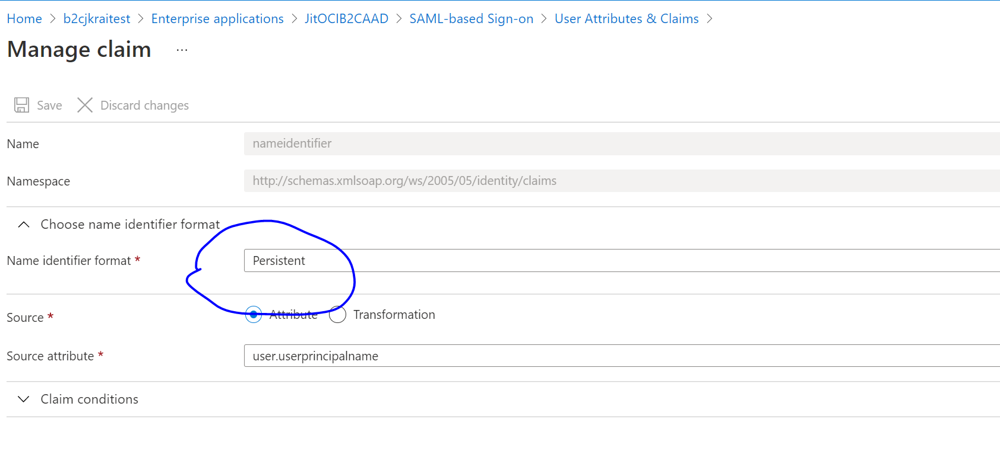 Home > b2cjkraitest > Enterprise applications > JitOCIB2CAAD > SAML-based Sign-on > User Attributes & Claims >
Manage claim ...
Save Discard changes
Name nameidentifier
Namespace http://schemas.xmlsoap.org/ws/2005/05/identity/claims
Choose name identifier format
Name identifier format * Persistent
Source * Attribute Transformation
Source attribute * user.userprincipalname
Claim conditions